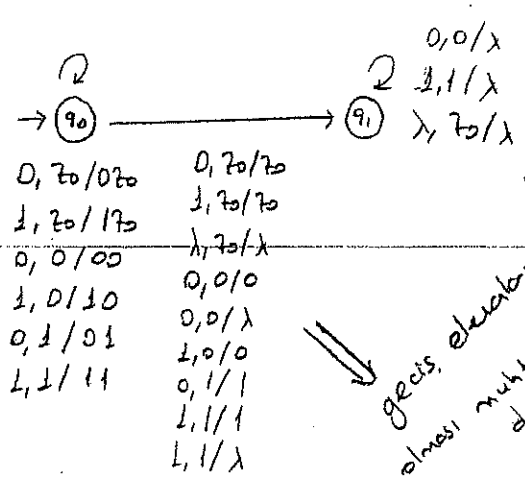 0,0/λ
1,1/λ
λ, z0/λ
→ q0
q1
0, z0/0z0
1, z0/1z0
0, 0/00
1, 0/10
0, 1/01
1, 1/11
0, z0/z0
1, z0/z0
λ, z0/λ
0, 0/0
0, 0/λ
1, 0/0
0, 1/1
1, 1/1
1, 1/λ
geçiş,
olması